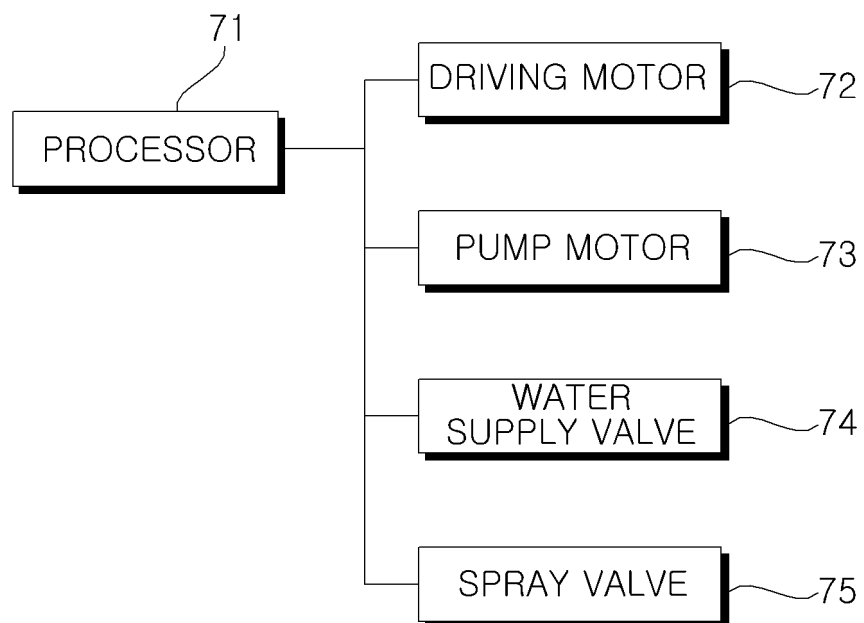 71
PROCESSOR
DRIVING MOTOR
72
PUMP MOTOR
73
WATER
SUPPLY VALVE
74
SPRAY VALVE
75